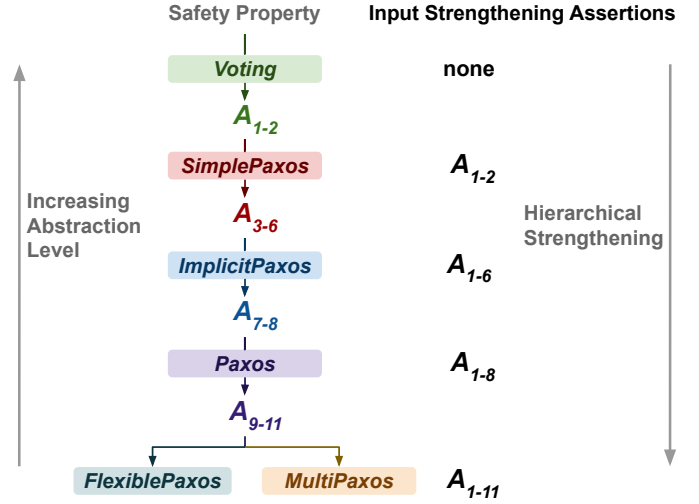 Safety Property Input Strengthening Assertions
Voting none
A1-2
SimplePaxos A1-2
Increasing
Abstraction
Level
A3-6
Hierarchical
Strengthening
ImplicitPaxos A1-6
A7-8
Paxos A1-8
A9-11
FlexiblePaxos MultiPaxos A1-11